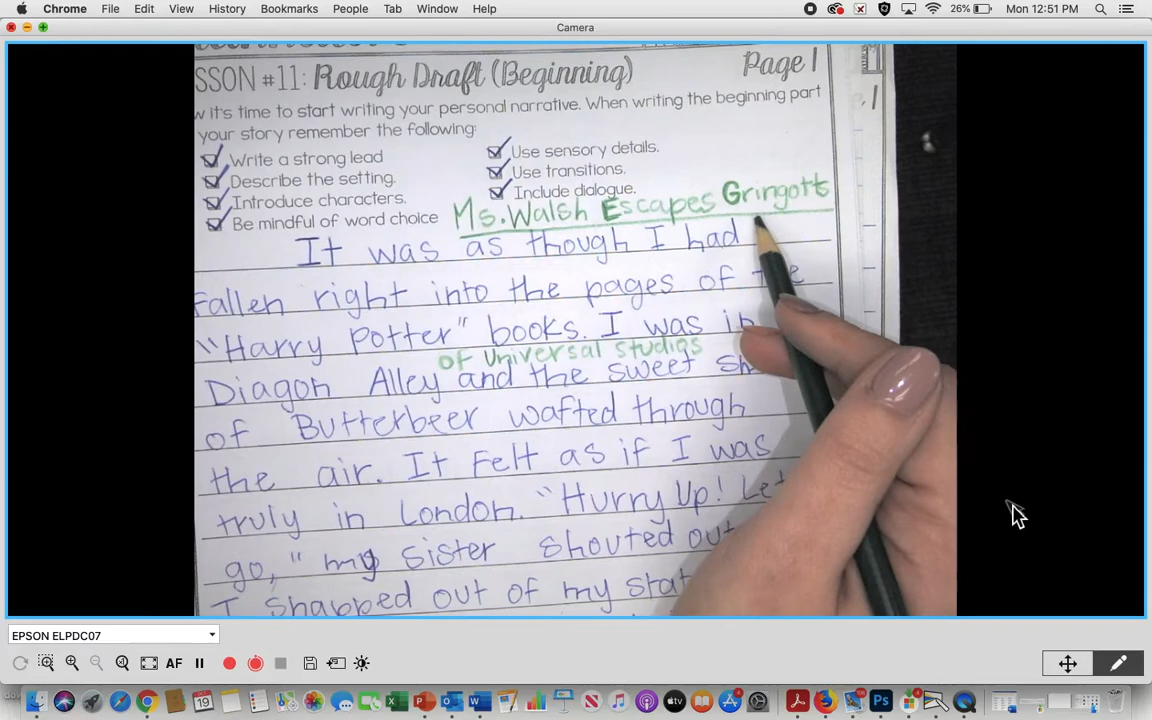 Chrome File Edit View History Bookmarks People Tab Window Help 26% Mon 12:51 PM
Camera
SSON #11: Rough Draft (Beginning) Page 1
w it's time to start writing your personal narrative. When writing the beginning part
your story remember the following:
Write a strong lead
Describe the setting.
Introduce characters.
Be mindful of word choice
Use sensory details.
Use transitions.
Include dialogue.
Ms. Walsh Escapes Gringott
It was as though I had
fallen right into the pages of the
"Harry Potter" books. I was in
of Universal Studios
Diagon Alley and the sweet
of Butterbeer wafted through
the air. It felt as if I was
truly in London. "Hurry Up! Let
go," my sister shouted out
I snapped out of my
EPSON ELPDC07
AF